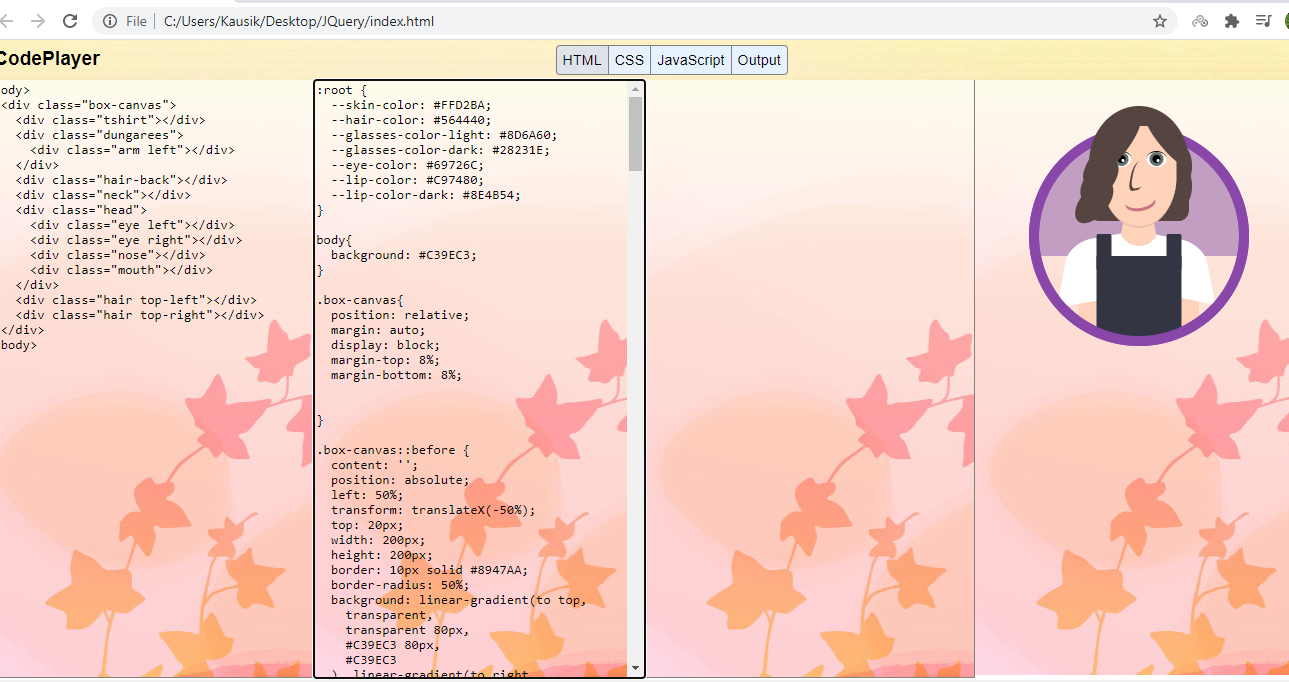 File | C:/Users/Kausik/Desktop/JQuery/index.html
CodePlayer
HTML CSS JavaScript Output
ody>
<div class="box-canvas">
  <div class="tshirt"></div>
  <div class="dungarees">
    <div class="arm left"></div>
  </div>
  <div class="hair-back"></div>
  <div class="neck"></div>
  <div class="head">
    <div class="eye left"></div>
    <div class="eye right"></div>
    <div class="nose"></div>
    <div class="mouth"></div>
  </div>
  <div class="hair top-left"></div>
  <div class="hair top-right"></div>
</div>
body>
:root {
  --skin-color: #FFD2BA;
  --hair-color: #564440;
  --glasses-color-light: #8D6A60;
  --glasses-color-dark: #28231E;
  --eye-color: #69726C;
  --lip-color: #C97480;
  --lip-color-dark: #8E4B54;
}
body{
  background: #C39EC3;
}
.box-canvas{
  position: relative;
  margin: auto;
  display: block;
  margin-top: 8%;
  margin-bottom: 8%;
}
.box-canvas::before {
  content: '';
  position: absolute;
  left: 50%;
  transform: translateX(-50%);
  top: 20px;
  width: 200px;
  height: 200px;
  border: 10px solid #8947AA;
  border-radius: 50%;
  background: linear-gradient(to top,
    transparent,
    transparent 80px,
    #C39EC3 80px,
    #C39EC3
  ), linear-gradient(to right,